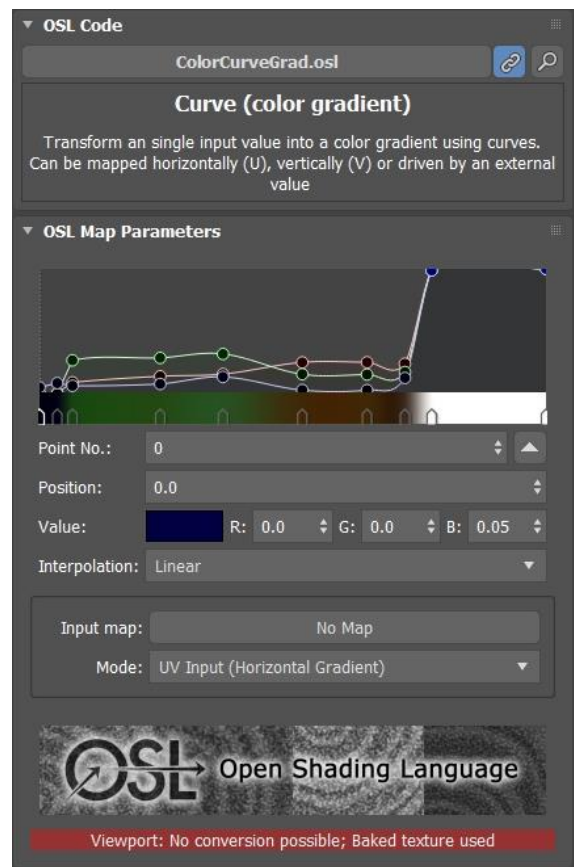 OSL Code
ColorCurveGrad.osl
Curve (color gradient)
Transform an single input value into a color gradient using curves.
Can be mapped horizontally (U), vertically (V) or driven by an external
value
OSL Map Parameters
Point No.: 0
Position: 0.0
Value: R: 0.0 G: 0.0 B: 0.05
Interpolation: Linear
Input map: No Map
Mode: UV Input (Horizontal Gradient)
OSL Open Shading Language
Viewport: No conversion possible; Baked texture used